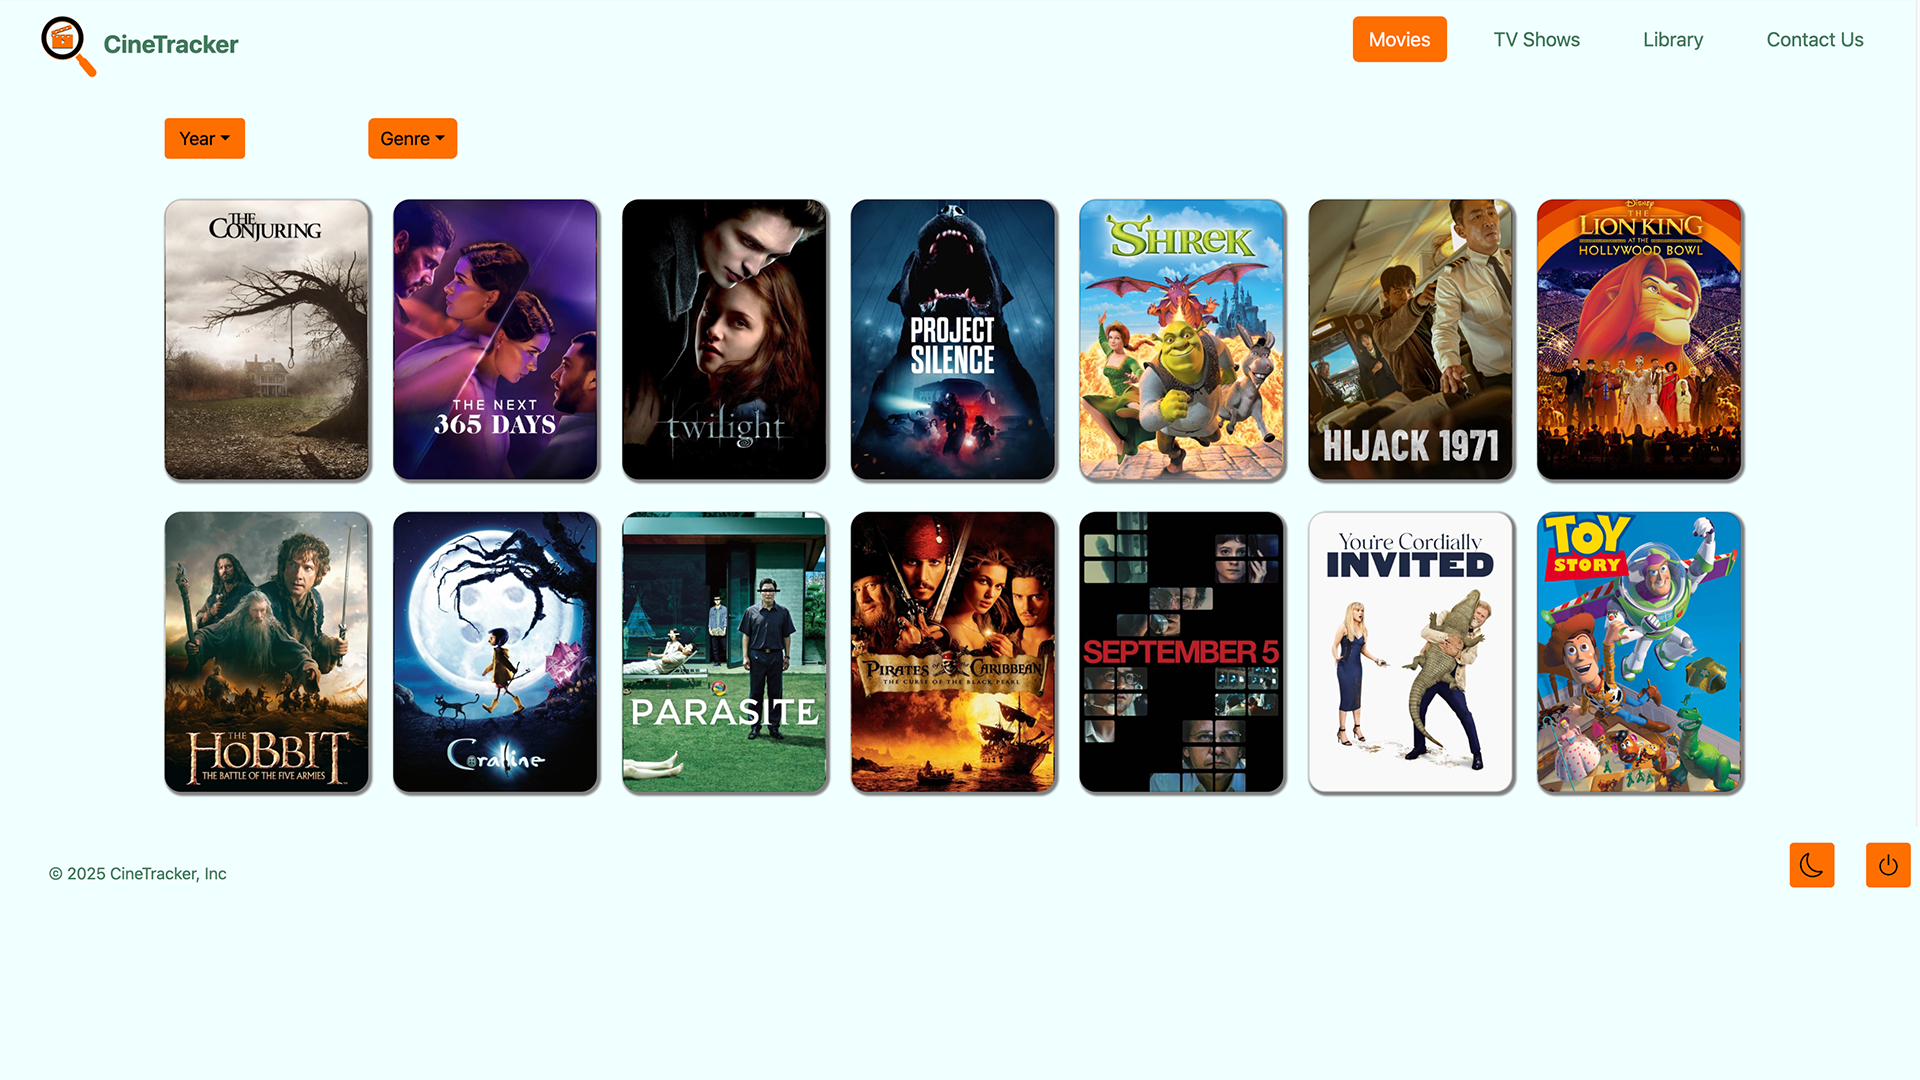 CineTracker
Movies
TV Shows
Library
Contact Us
Year
Genre
THE
CONJURING
THE NEXT
365 DAYS
twilight
PROJECT
SILENCE
SHREK
HIJACK 1971
Disney
THE
LION KING
AT THE
HOLLYWOOD BOWL
THE
HOBBIT
THE BATTLE OF THE FIVE ARMIES
Coraline
PARASITE
PIRATES of the CARIBBEAN
THE CURSE OF THE BLACK PEARL
SEPTEMBER 5
You're Cordially
INVITED
TOY
STORY
© 2025 CineTracker, Inc